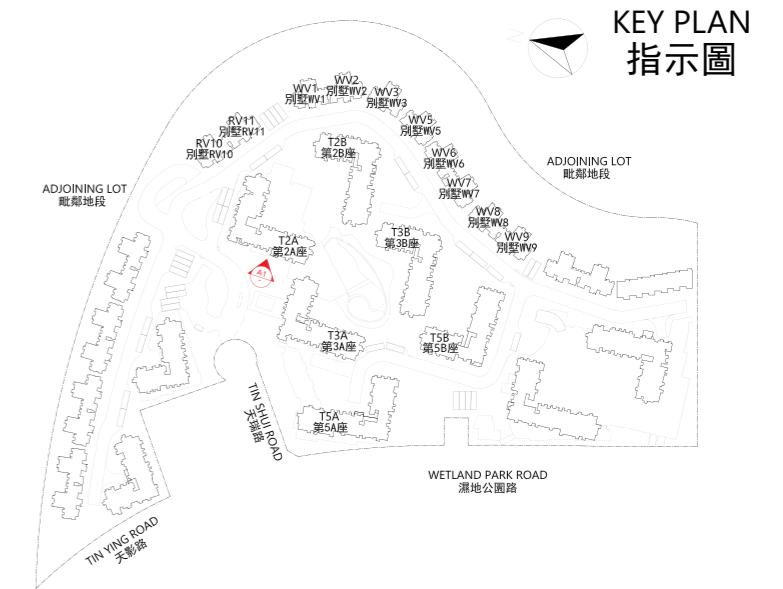 KEY PLAN
指示圖
N
WV1
別墅WV1
WV2
別墅WV2
WV3
別墅WV3
RV11
別墅RV11
WV5
別墅WV5
RV10
別墅RV10
T2B
第2B座
WV6
別墅WV6
ADJOINING LOT
毗鄰地段
WV7
別墅WV7
ADJOINING LOT
毗鄰地段
WV8
別墅WV8
T2A
第2A座
T3B
第3B座
WV9
別墅WV9
A1
T3A
第3A座
T5B
第5B座
TIN SHUI ROAD
天瑞路
T5A
第5A座
WETLAND PARK ROAD
濕地公園路
TIN YING ROAD
天影路